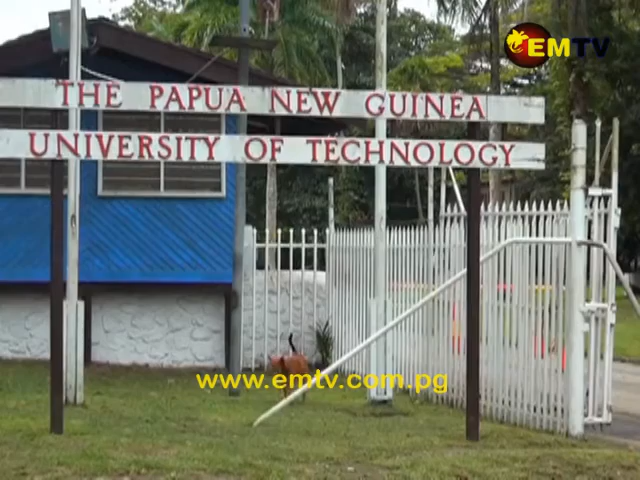 EMTV
THE PAPUA NEW GUINEA
UNIVERSITY OF TECHNOLOGY
www.emtv.com.pg